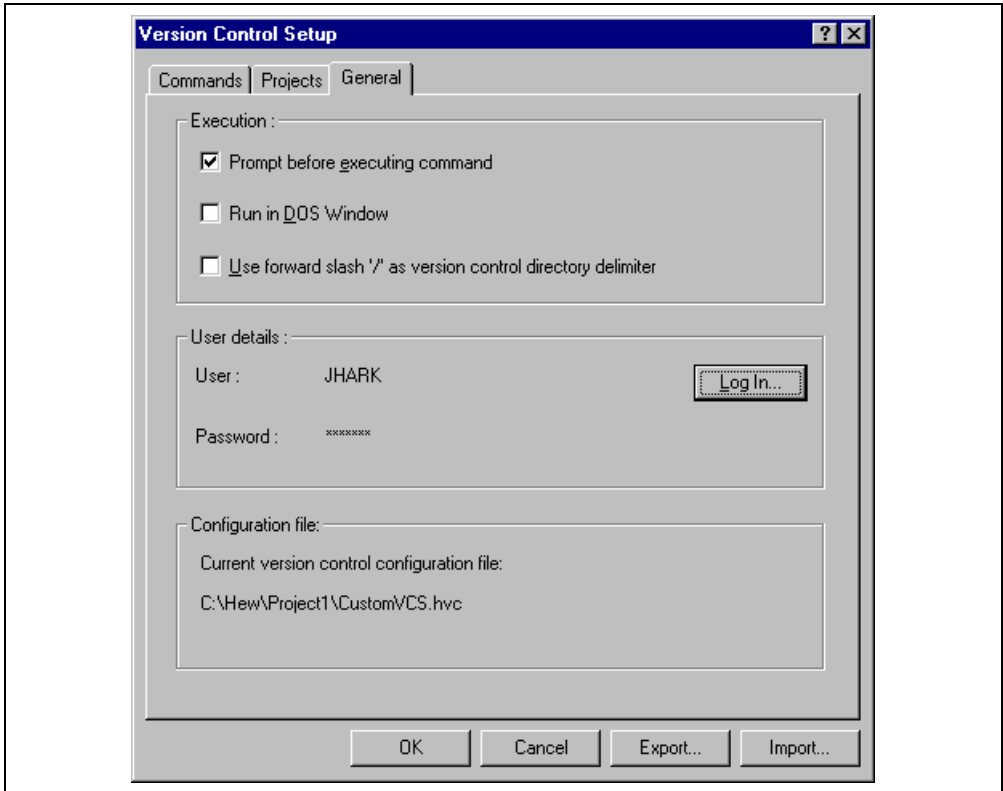 Version Control Setup
Commands Projects General
Execution :
Prompt before executing command
Run in DOS Window
Use forward slash '/' as version control directory delimiter
User details :
User : JHARK Log In...
Password : *******
Configuration file:
Current version control configuration file:
C:\Hew\Project1\CustomVCS.hvc
OK Cancel Export... Import...